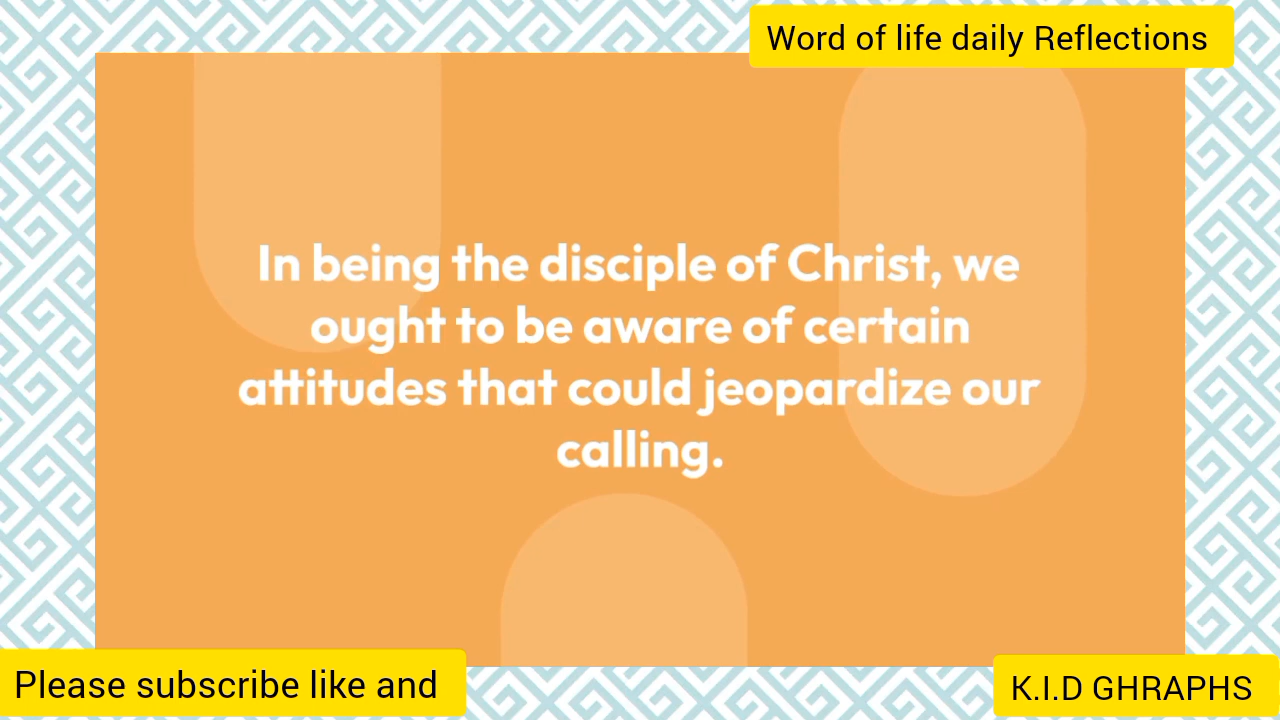 Word of life daily Reflections
In being the disciple of Christ, we
ought to be aware of certain
attitudes that could jeopardize our
calling.
Please subscribe like and
K.I.D GHRAPHS